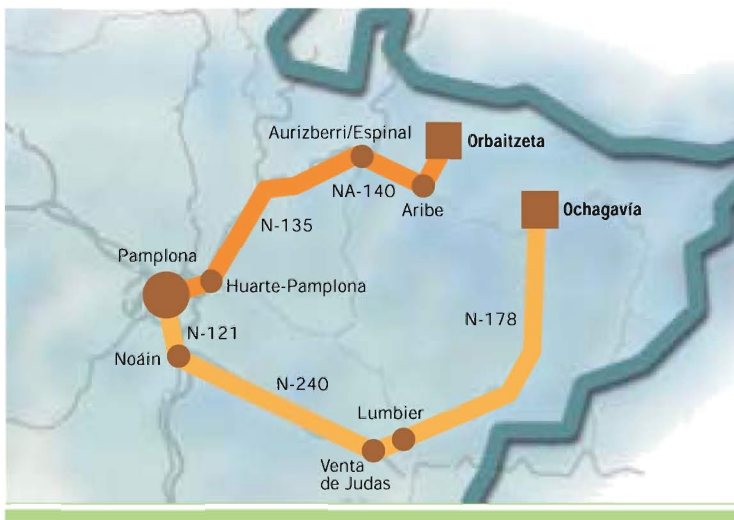 Aurizberri/Espinal
Orbaitzeta
NA-140
Aribe
Ochagavía
N-135
Pamplona
Huarte-Pamplona
N-121
N-178
Noáin
N-240
Lumbier
Venta
de Judas